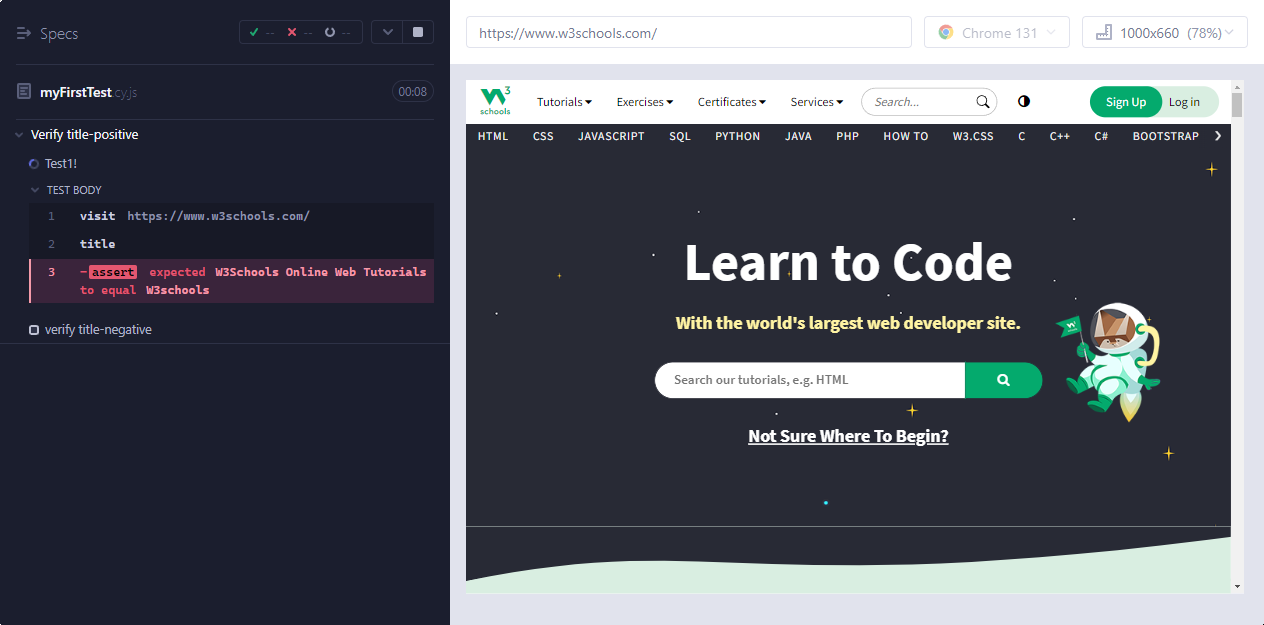 Specs
-- -- --
myFirstTest.cy.js 00:08
Verify title-positive
Test1!
TEST BODY
1 visit https://www.w3schools.com/
2 title
3 -assert expected W3Schools Online Web Tutorials
to equal W3schools
verify title-negative
https://www.w3schools.com/ Chrome 131 1000x660 (78%)
W3 schools Tutorials Exercises Certificates Services Search... Sign Up Log in
HTML CSS JAVASCRIPT SQL PYTHON JAVA PHP HOW TO W3.CSS C C++ C# BOOTSTRAP
Learn to Code
With the world's largest web developer site.
Search our tutorials, e.g. HTML
Not Sure Where To Begin?